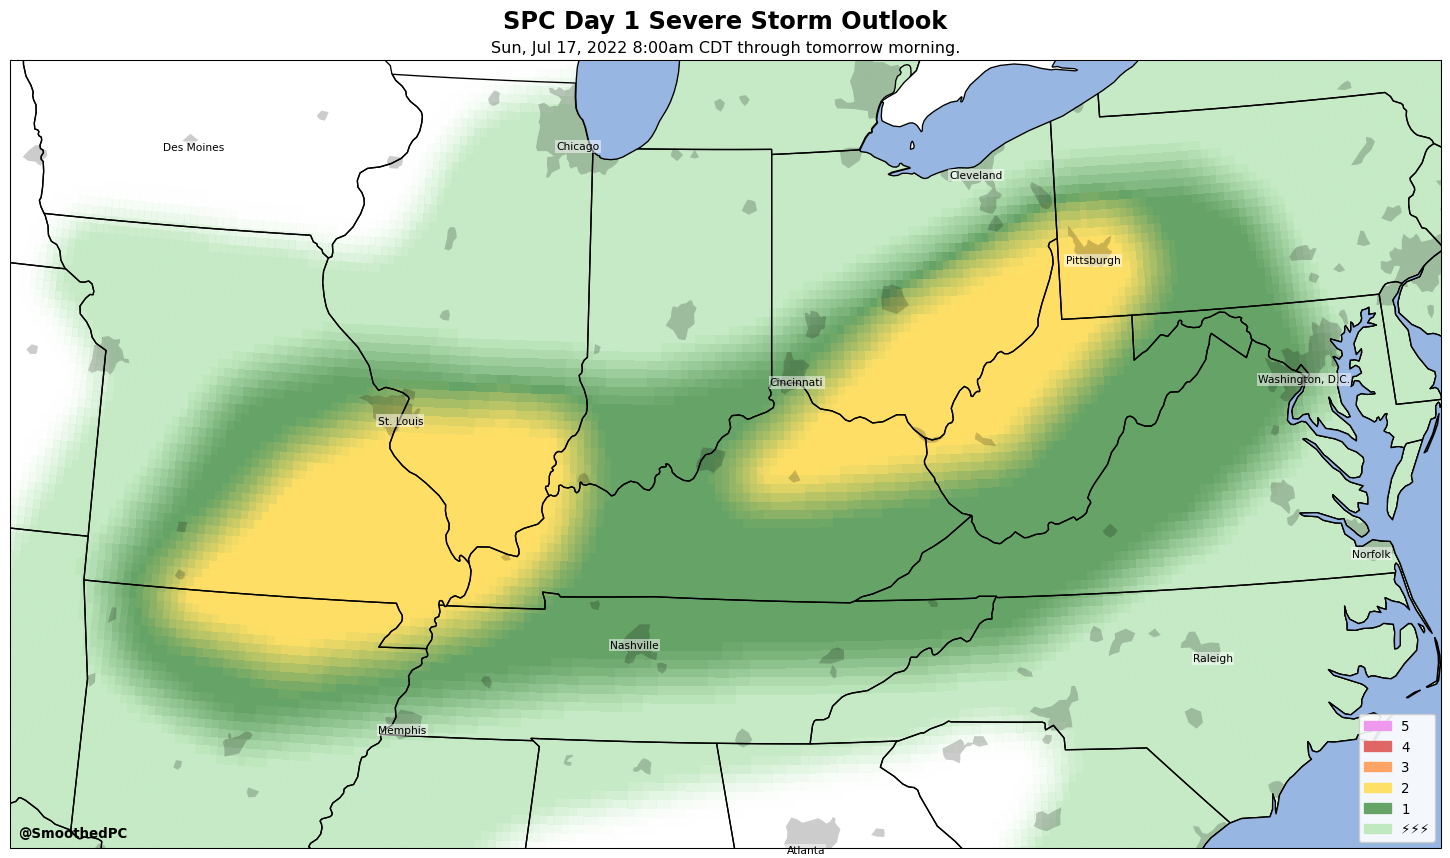 SPC Day 1 Severe Storm Outlook
Sun, Jul 17, 2022 8:00am CDT through tomorrow morning.
Des Moines
Chicago
Cleveland
Pittsburgh
Cincinnati
Washington, D.C.
St. Louis
Norfolk
Nashville
Raleigh
Memphis
Atlanta
5
4
3
2
1
⚡⚡⚡
@SmoothedPC